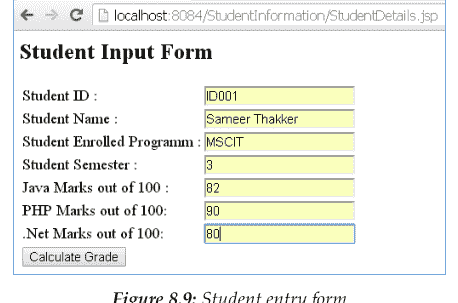 localhost:8084/StudentInformation/StudentDetails.jsp
Student Input Form
Student ID : ID001
Student Name : Sameer Thakker
Student Enrolled Programm : MSCIT
Student Semester : 3
Java Marks out of 100 : 82
PHP Marks out of 100: 90
.Net Marks out of 100: 80
Calculate Grade
Figure 8.9: Student entry form